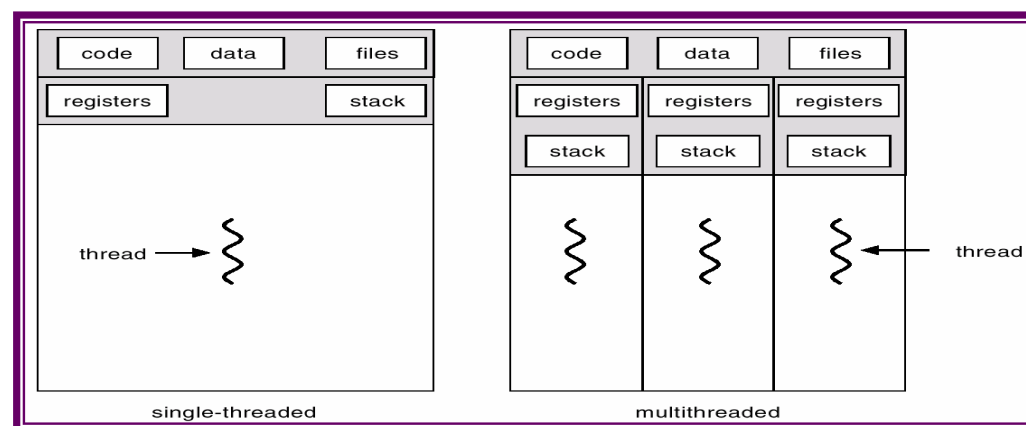 code data files
registers stack
thread
single-threaded
code data files
registers registers registers
stack stack stack
thread
multithreaded